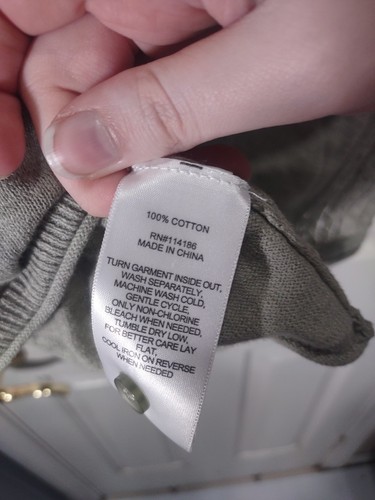 100% COTTON
RN#114186
MADE IN CHINA
TURN GARMENT INSIDE OUT,
WASH SEPARATELY,
MACHINE WASH COLD,
GENTLE CYCLE,
ONLY NON-CHLORINE
BLEACH WHEN NEEDED,
TUMBLE DRY LOW,
FOR BETTER CARE LAY
FLAT,
COOL IRON ON REVERSE
WHEN NEEDED